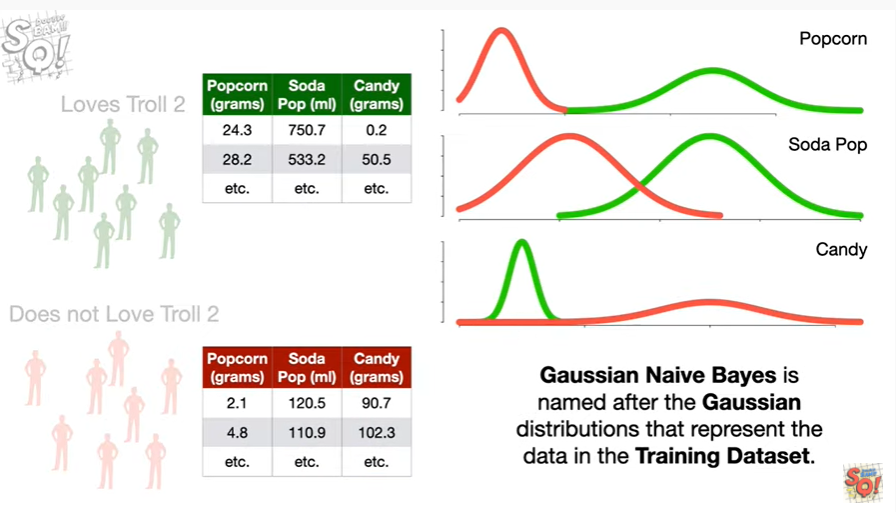 Loves Troll 2
Popcorn (grams) Soda Pop (ml) Candy (grams)
24.3 750.7 0.2
28.2 533.2 50.5
etc. etc. etc.
Does not Love Troll 2
Popcorn (grams) Soda Pop (ml) Candy (grams)
2.1 120.5 90.7
4.8 110.9 102.3
etc. etc. etc.
Popcorn
Soda Pop
Candy
Gaussian Naive Bayes is
named after the Gaussian
distributions that represent the
data in the Training Dataset.
SQ!